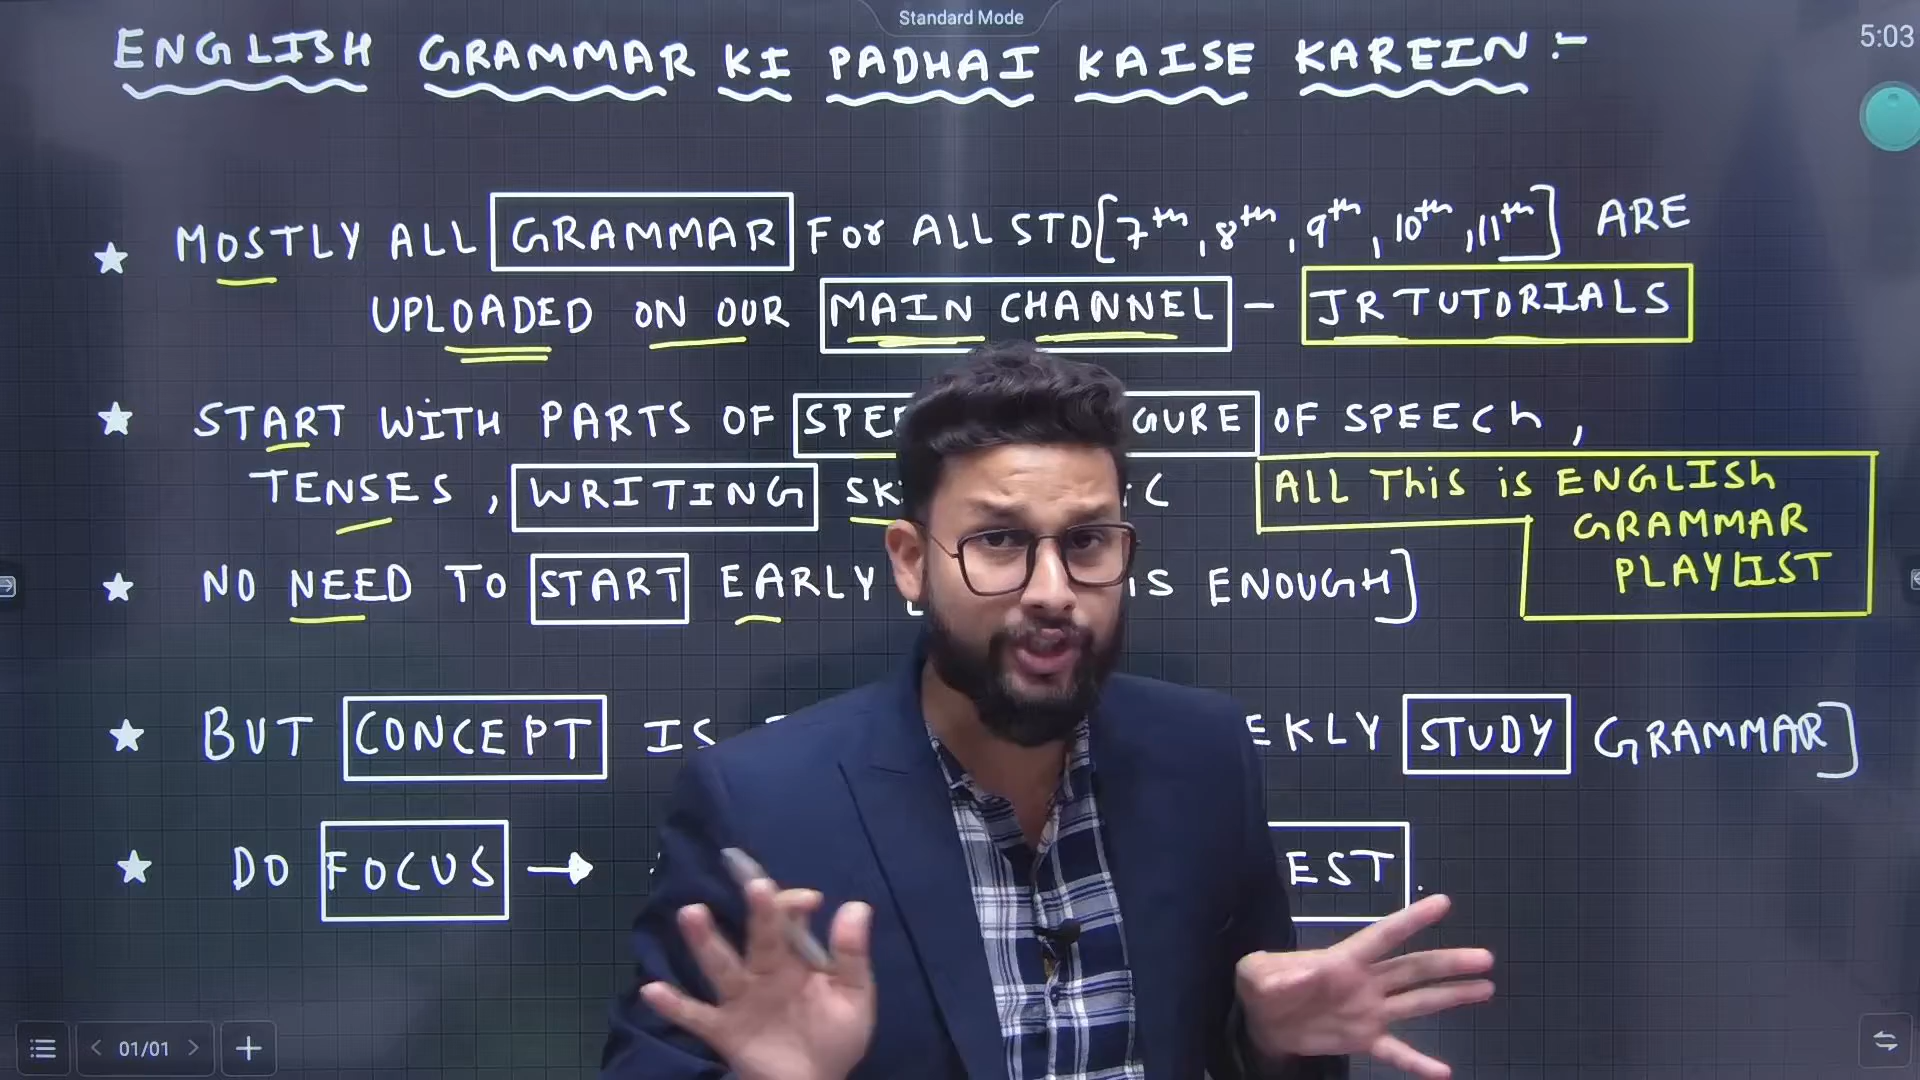 Standard Mode
5:03
ENGLISH GRAMMAR KI PADHAI KAISE KAREIN :-
★ MOSTLY ALL GRAMMAR FOR ALL STD [7th, 8th, 9th, 10th, 11th] ARE
UPLOADED ON OUR MAIN CHANNEL - JR TUTORIALS
★ START WITH PARTS OF SPE GURE OF SPEECH,
TENSES, WRITING SK C
ALL THIS IS ENGLISH
GRAMMAR
PLAYLIST
★ NO NEED TO START EARLY [ IS ENOUGH]
★ BUT CONCEPT IS EKLY STUDY GRAMMAR]
★ DO FOCUS → EST.
01/01